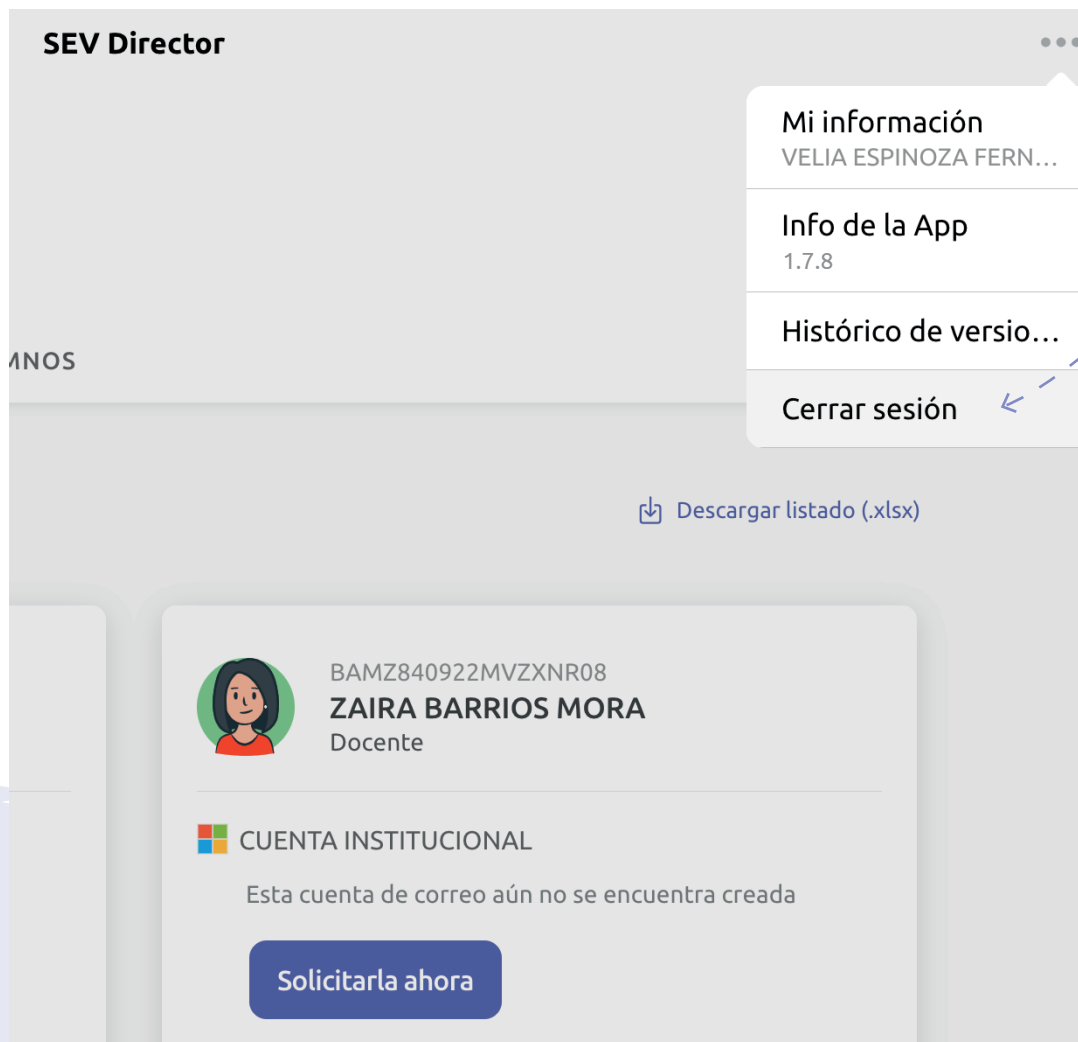 SEV Director
Mi información
VELIA ESPINOZA FERN...
Info de la App
1.7.8
Histórico de versio...
MNOS
Cerrar sesión
Descargar listado (.xlsx)
BAMZ840922MVZXNR08
ZAIRA BARRIOS MORA
Docente
CUENTA INSTITUCIONAL
Esta cuenta de correo aún no se encuentra creada
Solicitarla ahora